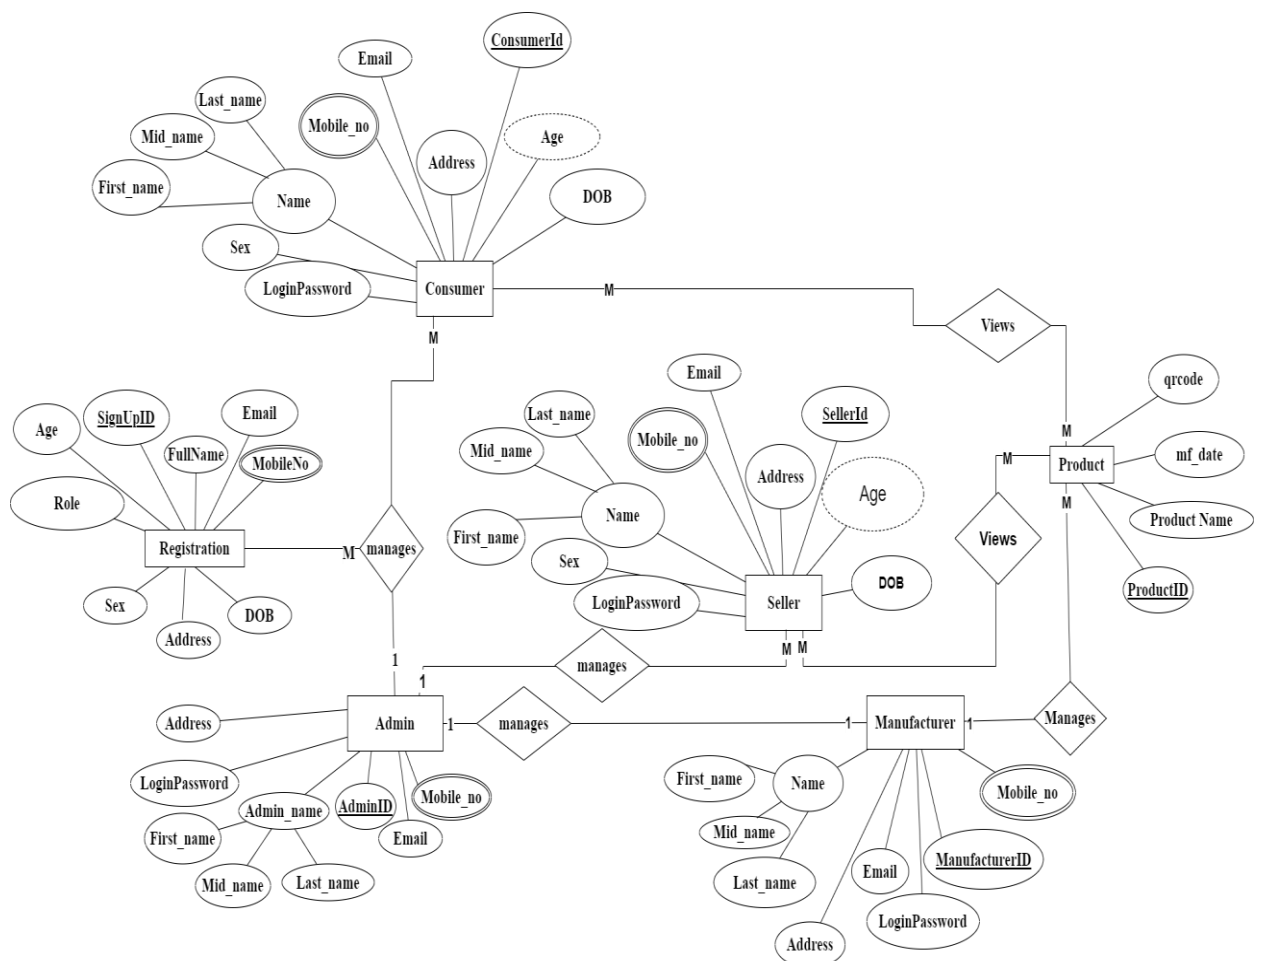 ConsumerId
Email
Last_name
Mobile_no
Mid_name
Age
Address
First_name
Name
DOB
Sex
LoginPassword
Consumer
M
Views
M
Email
qrcode
SignUpID
Email
Last_name
SellerId
Age
Mobile_no
M
FullName
MobileNo
Mid_name
M
Product
mf_date
Address
Age
M
Role
Name
Product Name
First_name
Views
Registration
M
manages
Sex
DOB
LoginPassword
Seller
ProductID
Sex
DOB
Address
M
M
1
manages
1
Address
Admin
1
manages
1
Manufacturer
1
Manages
First_name
Name
LoginPassword
Mobile_no
Mobile_no
AdminID
Admin_name
First_name
Email
Mid_name
ManufacturerID
Email
Mid_name
Last_name
Last_name
LoginPassword
Address